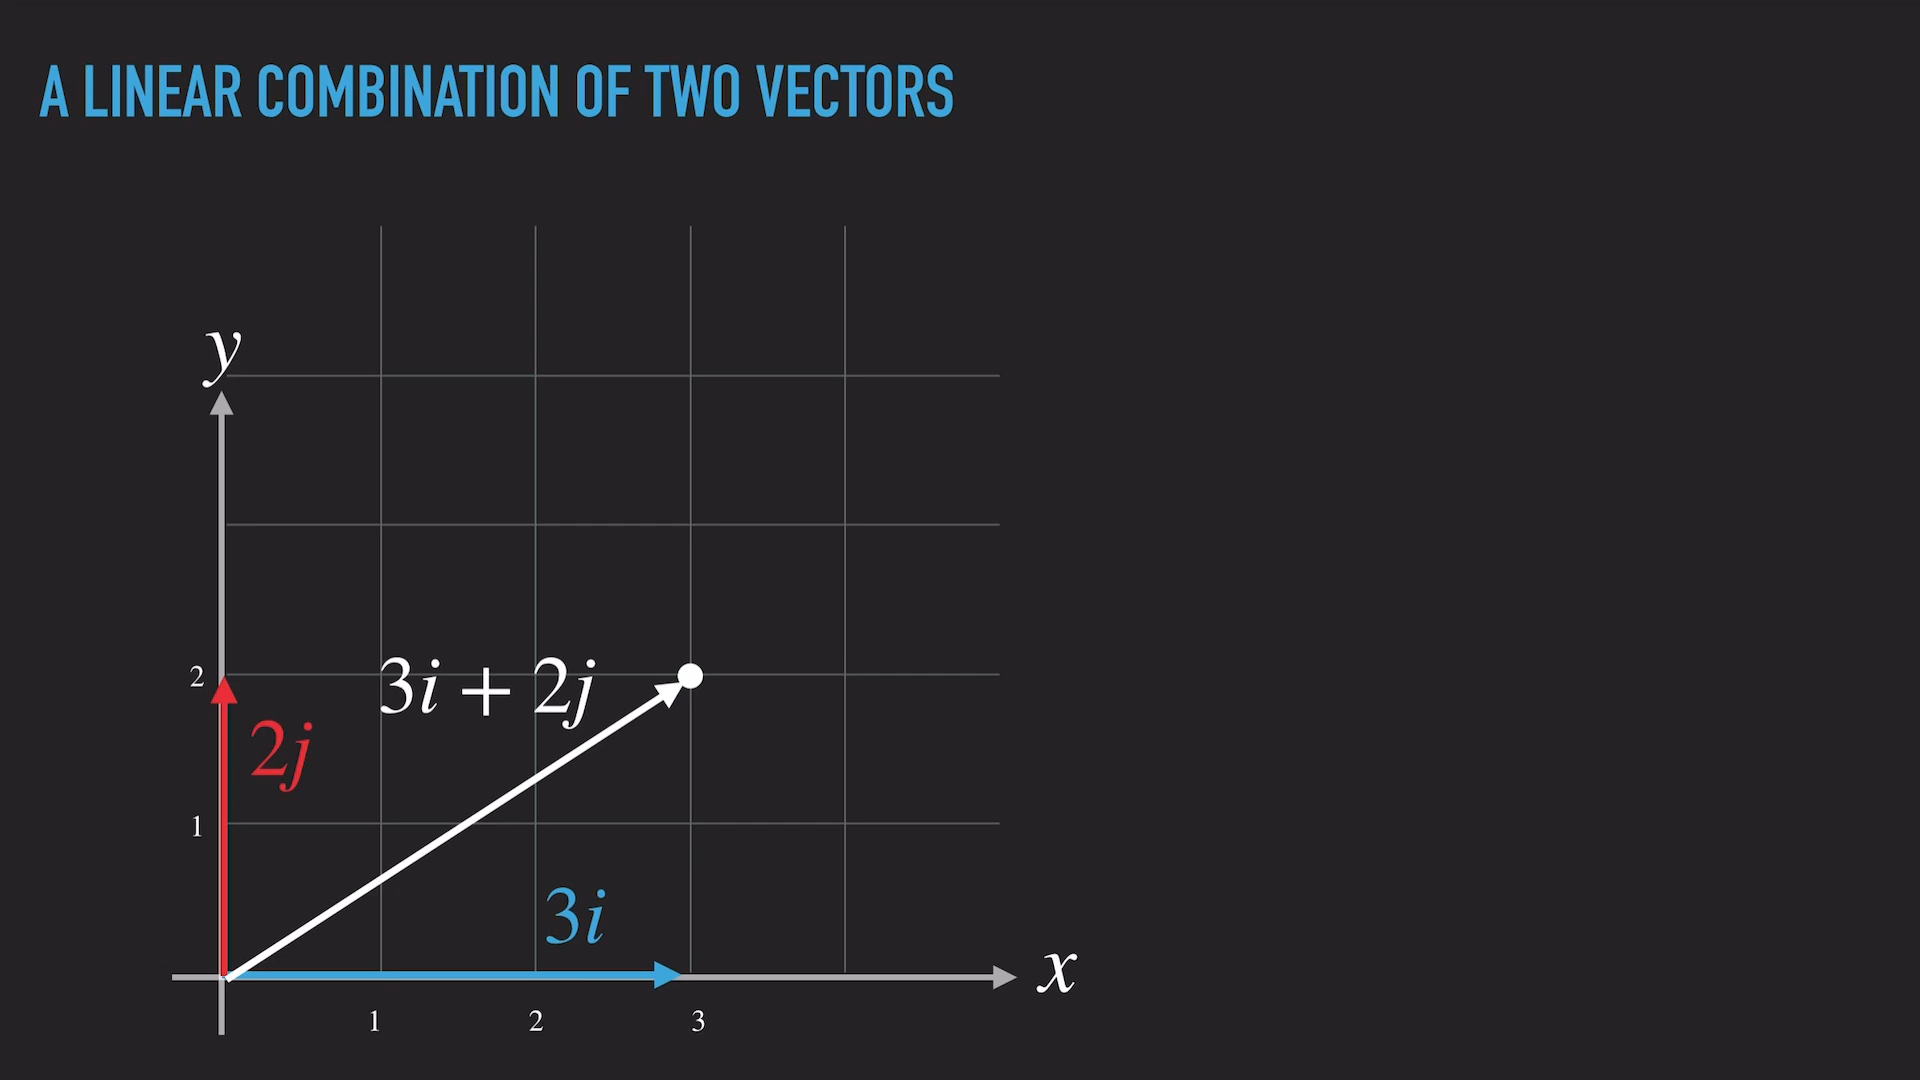 A LINEAR COMBINATION OF TWO VECTORS
y
3i + 2j
2
2j
1
3i
x
1 2 3